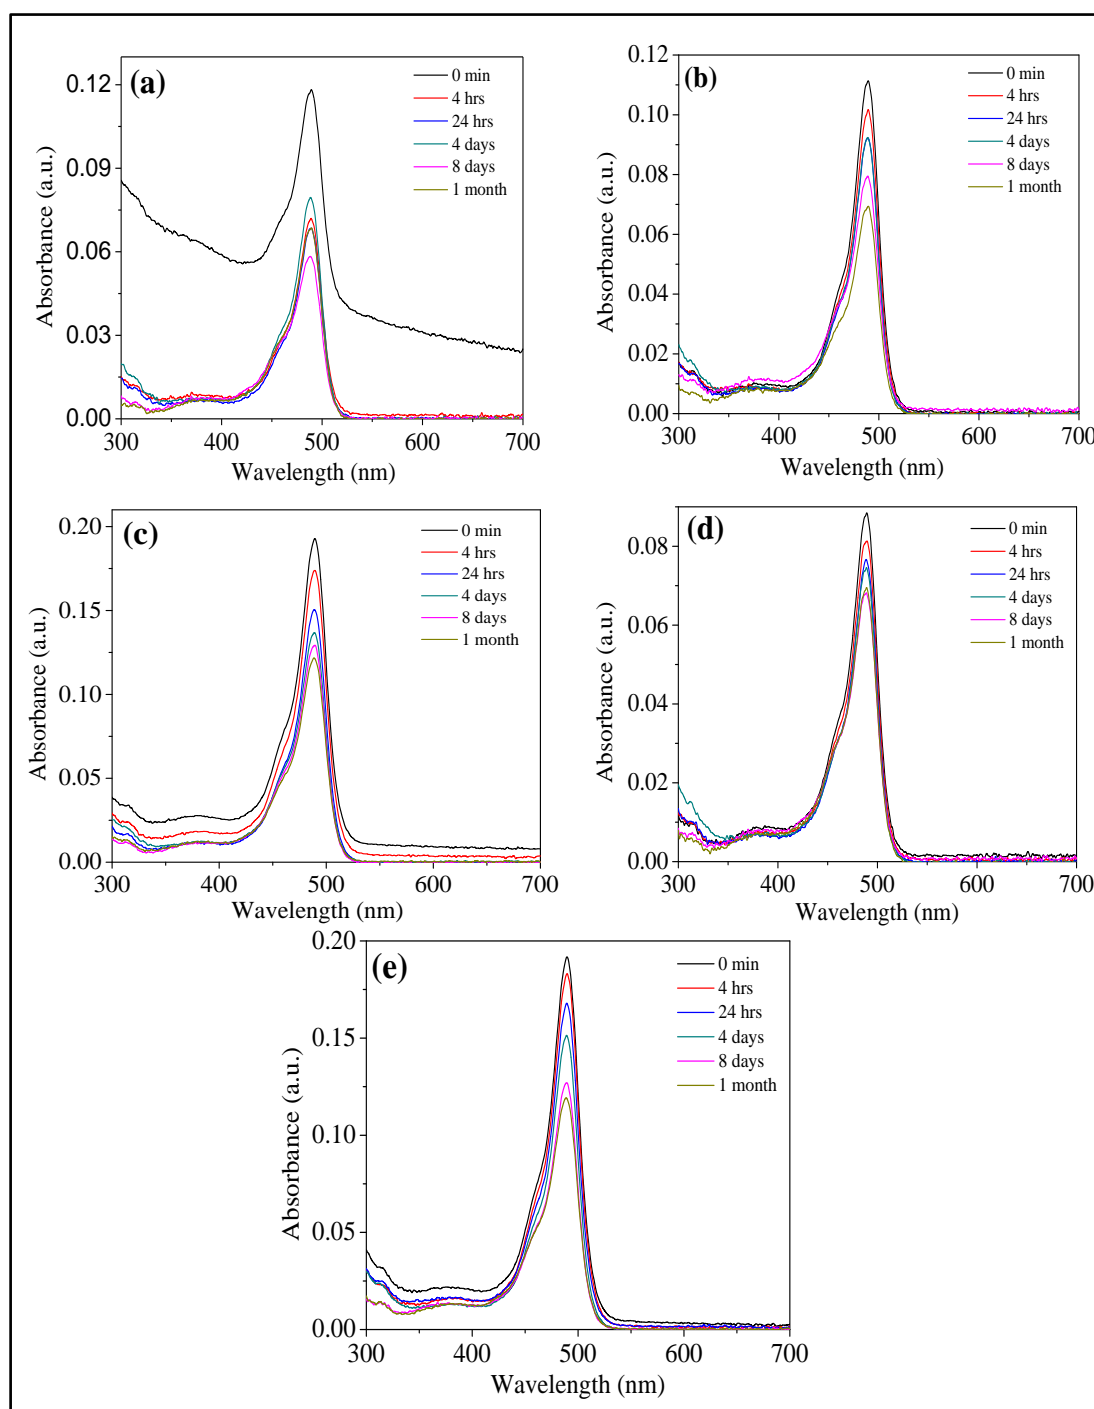 (a)
0 min
4 hrs
24 hrs
4 days
8 days
1 month
0.12
0.09
0.06
0.03
0.00
300 400 500 600 700
Wavelength (nm)
Absorbance (a.u.)
(b)
0 min
4 hrs
24 hrs
4 days
8 days
1 month
0.12
0.10
0.08
0.06
0.04
0.02
0.00
300 400 500 600 700
Wavelength (nm)
Absorbance (a.u.)
(c)
0 min
4 hrs
24 hrs
4 days
8 days
1 month
0.20
0.15
0.10
0.05
0.00
300 400 500 600 700
Wavelength (nm)
Absorbance (a.u.)
(d)
0 min
4 hrs
24 hrs
4 days
8 days
1 month
0.08
0.06
0.04
0.02
0.00
300 400 500 600 700
Wavelength (nm)
Absorbance (a.u.)
(e)
0 min
4 hrs
24 hrs
4 days
8 days
1 month
0.20
0.15
0.10
0.05
0.00
300 400 500 600 700
Wavelength (nm)
Absorbance (a.u.)